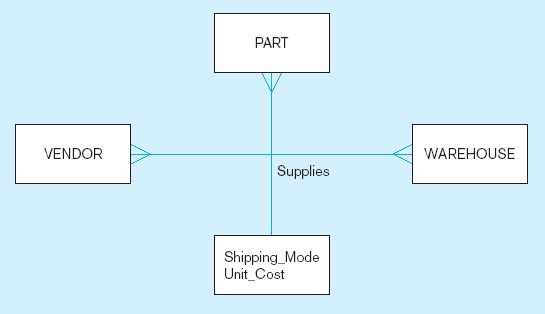 PART
VENDOR
WAREHOUSE
Supplies
Shipping_Mode
Unit_Cost